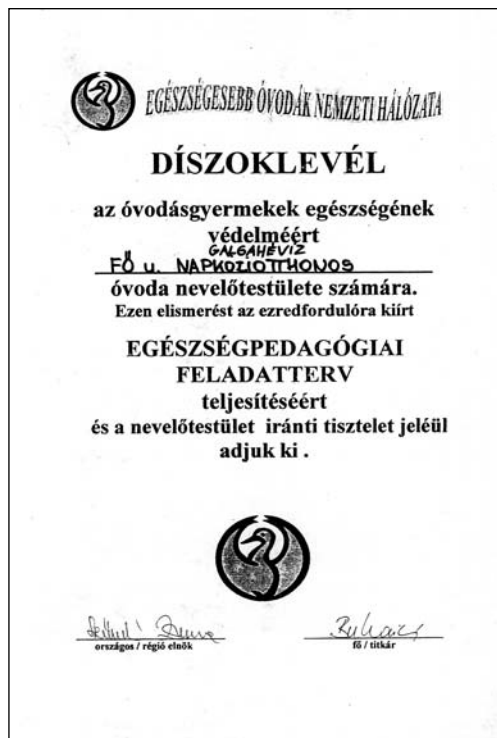 EGÉSZSÉGESEBB ÓVODÁK NEMZETI HÁLÓZATA
DÍSZOKLEVÉL
az óvodásgyermekek egészségének
védelméért
GALGAHÉVIZ
FŐ u. NAPKÖZIOTTHONOS
óvoda nevelőtestülete számára.
Ezen elismerést az ezredfordulóra kiírt
EGÉSZSÉGPEDAGÓGIAI
FELADATTERV
teljesítéséért
és a nevelőtestület iránti tisztelet jeléül
adjuk ki .
országos / régió elnök
fő / titkár